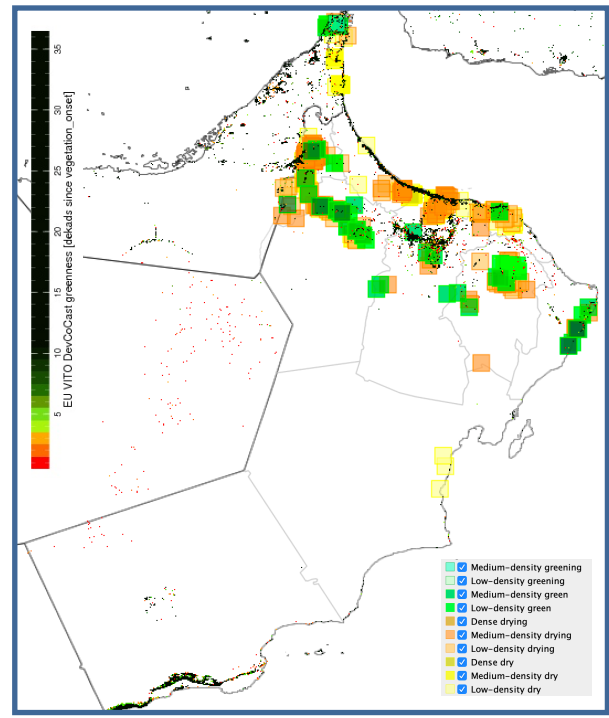 35
30
25
20
15
10
5
EU VITO DevCoCast greenness [dekads since vegetation_onset]
Medium-density greening
Low-density greening
Medium-density green
Low-density green
Dense drying
Medium-density drying
Low-density drying
Dense dry
Medium-density dry
Low-density dry